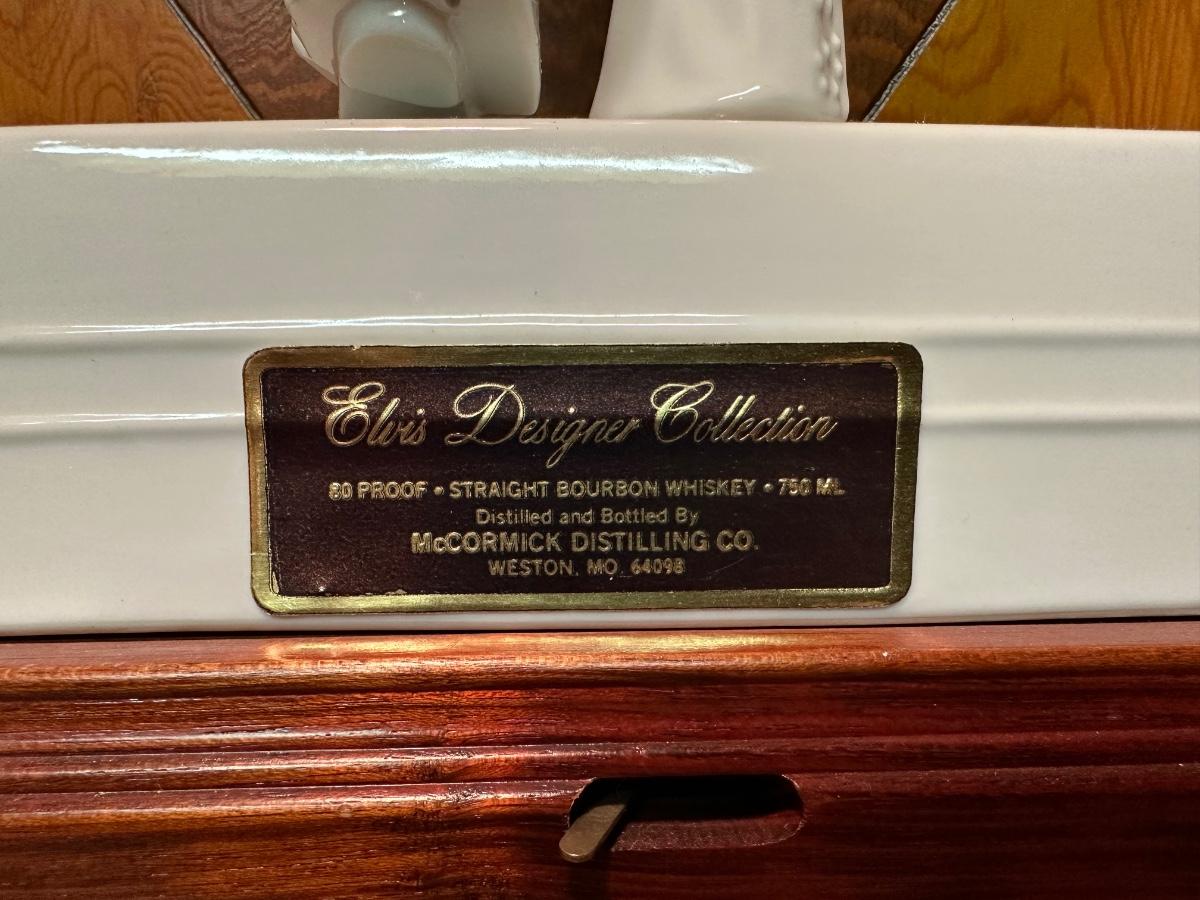 Elvis Designer Collection
80 PROOF • STRAIGHT BOURBON WHISKEY • 750 ML
Distilled and Bottled By
McCORMICK DISTILLING CO.
WESTON, MO. 64098